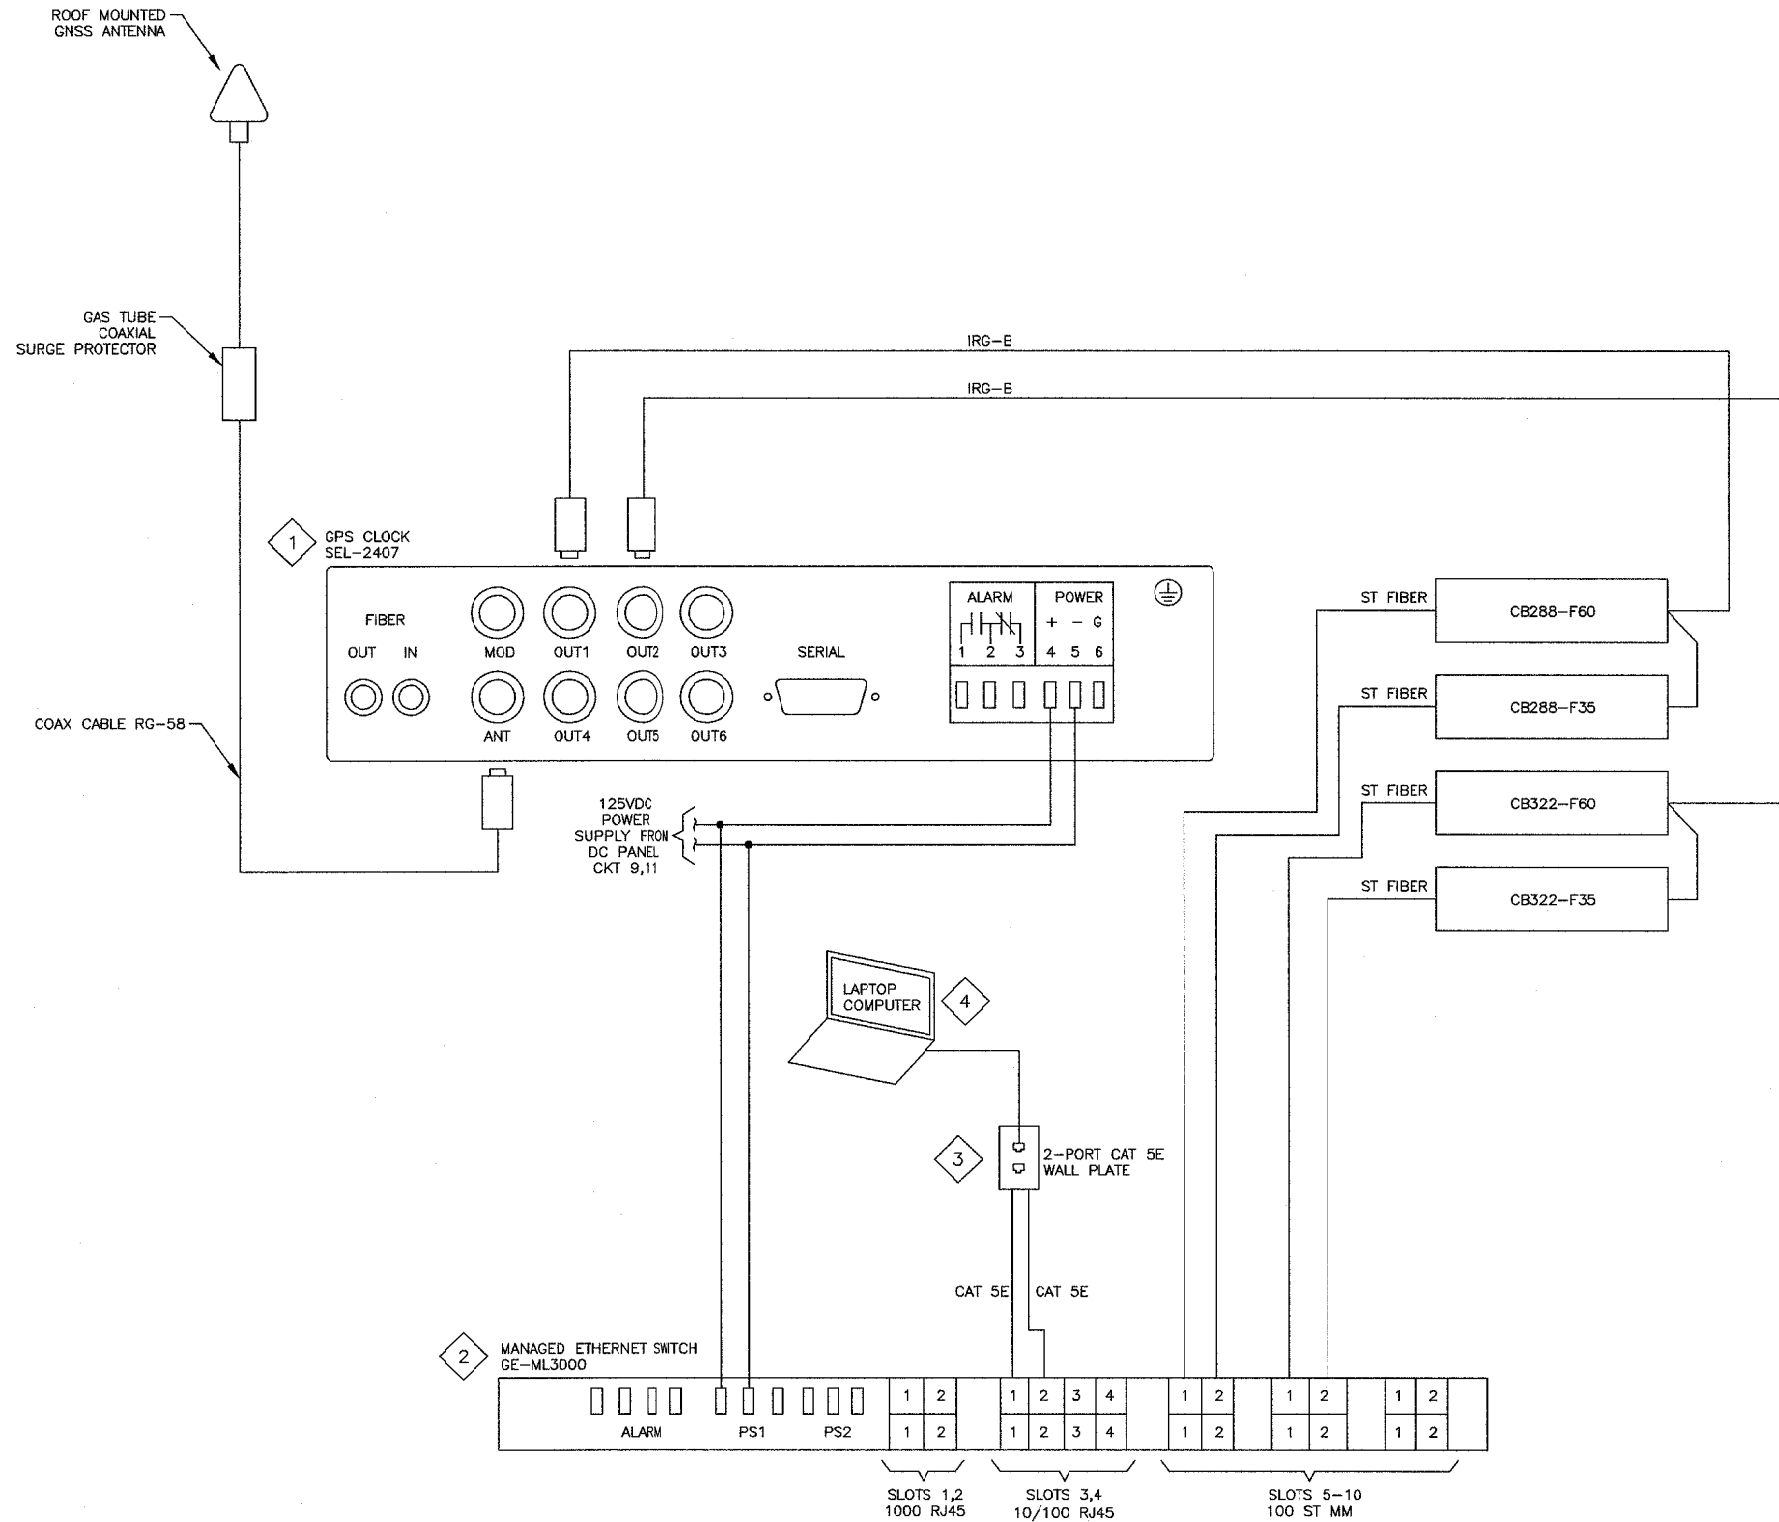 ROOF MOUNTED
GNSS ANTENNA
GAS TUBE
COAXIAL
SURGE PROTECTOR
IRG-B
IRG-B
1
GPS CLOCK
SEL-2407
FIBER
OUT IN
MOD OUT1 OUT2 OUT3
ANT OUT4 OUT5 OUT6
SERIAL
ALARM POWER
+ - G
1 2 3 4 5 6
COAX CABLE RG-58
125VDC
POWER
SUPPLY FROM
DC PANEL
CKT 9,11
ST FIBER CB288-F60
ST FIBER CB288-F35
ST FIBER CB322-F60
ST FIBER CB322-F35
LAPTOP
COMPUTER
4
3
2-PORT CAT 5E
WALL PLATE
CAT 5E CAT 5E
2
MANAGED ETHERNET SWITCH
GE-ML3000
ALARM PS1 PS2
1 2 1 2 3 4 1 2 1 2 1 2
1 2 1 2 3 4 1 2 1 2 1 2
SLOTS 1,2
1000 RJ45
SLOTS 3,4
10/100 RJ45
SLOTS 5-10
100 ST MM